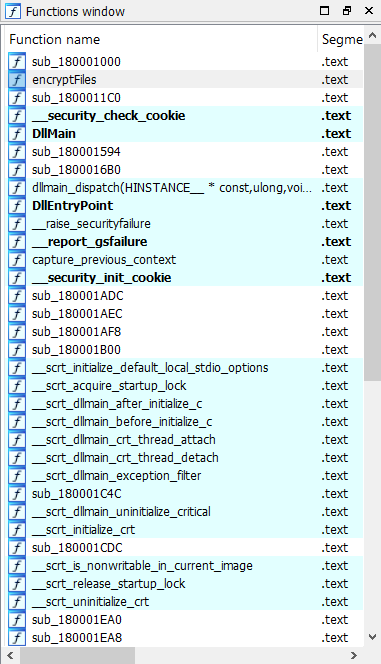 Functions window
Function name Segme
sub_180001000 .text
encryptFiles .text
sub_1800011C0 .text
__security_check_cookie .text
DllMain .text
sub_180001594 .text
sub_1800016B0 .text
dllmain_dispatch(HINSTANCE__ * const,ulong,voi... .text
DllEntryPoint .text
__raise_securityfailure .text
__report_gsfailure .text
capture_previous_context .text
__security_init_cookie .text
sub_180001ADC .text
sub_180001AEC .text
sub_180001AF8 .text
sub_180001B00 .text
__scrt_initialize_default_local_stdio_options .text
__scrt_acquire_startup_lock .text
__scrt_dllmain_after_initialize_c .text
__scrt_dllmain_before_initialize_c .text
__scrt_dllmain_crt_thread_attach .text
__scrt_dllmain_crt_thread_detach .text
__scrt_dllmain_exception_filter .text
sub_180001C4C .text
__scrt_dllmain_uninitialize_critical .text
__scrt_initialize_crt .text
sub_180001CDC .text
__scrt_is_nonwritable_in_current_image .text
__scrt_release_startup_lock .text
__scrt_uninitialize_crt .text
sub_180001EA0 .text
sub_180001EA8 .text